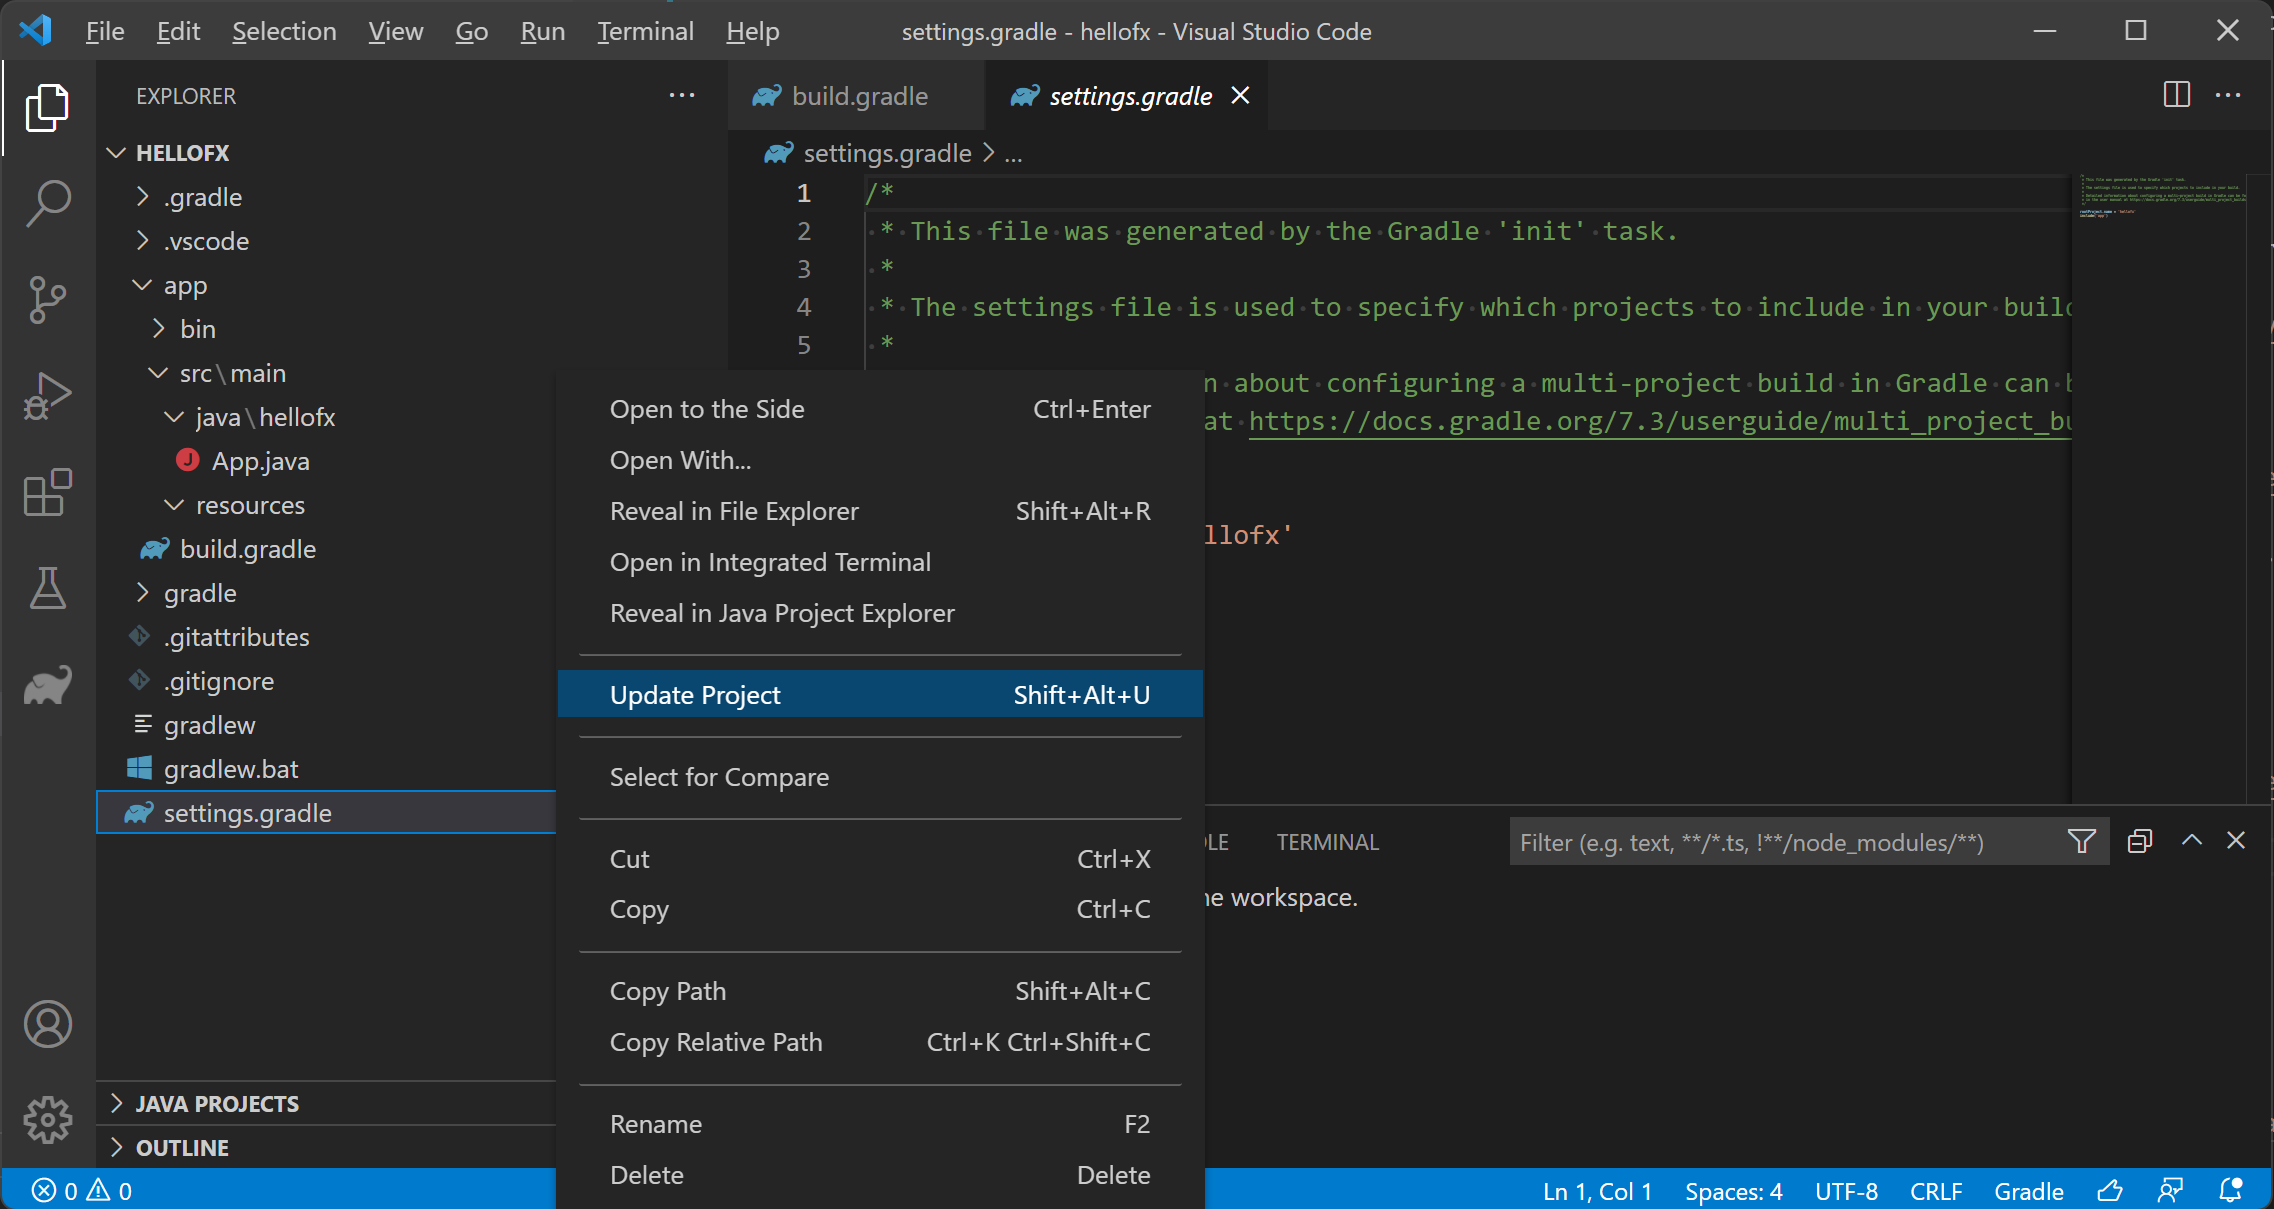 File Edit Selection View Go Run Terminal Help
settings.gradle - hellofx - Visual Studio Code
EXPLORER
HELLOFX
.gradle
.vscode
app
bin
src\main
java\hellofx
J App.java
resources
build.gradle
gradle
.gitattributes
.gitignore
gradlew
gradlew.bat
settings.gradle
JAVA PROJECTS
OUTLINE
build.gradle
settings.gradle
settings.gradle > ...
1 /*
2 * This file was generated by the Gradle 'init' task.
3 *
4 * The settings file is used to specify which projects to include in your
5 *
about configuring a multi-project build in Gradle can
at https://docs.gradle.org/7.3/userguide/multi_project_bu
llofx'
Open to the Side Ctrl+Enter
Open With...
Reveal in File Explorer Shift+Alt+R
Open in Integrated Terminal
Reveal in Java Project Explorer
Update Project Shift+Alt+U
Select for Compare
Cut Ctrl+X
Copy Ctrl+C
Copy Path Shift+Alt+C
Copy Relative Path Ctrl+K Ctrl+Shift+C
Rename F2
Delete Delete
LE TERMINAL
Filter (e.g. text, **/*.ts, !**/node_modules/**)
workspace.
0 0
Ln 1, Col 1 Spaces: 4 UTF-8 CRLF Gradle